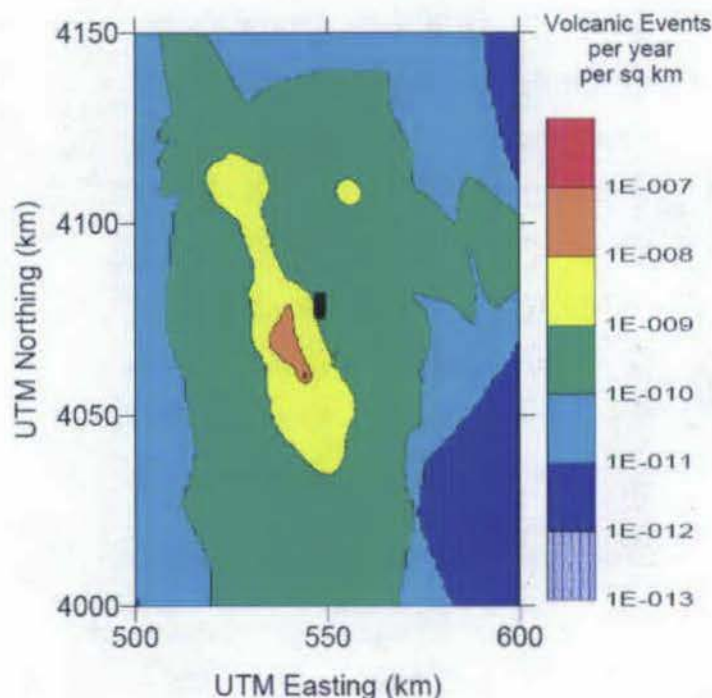 Volcanic Events
per year
per sq km
1E-007
1E-008
1E-009
1E-010
1E-011
1E-012
1E-013
UTM Northing (km)
4150
4100
4050
4000
500 550 600
UTM Easting (km)